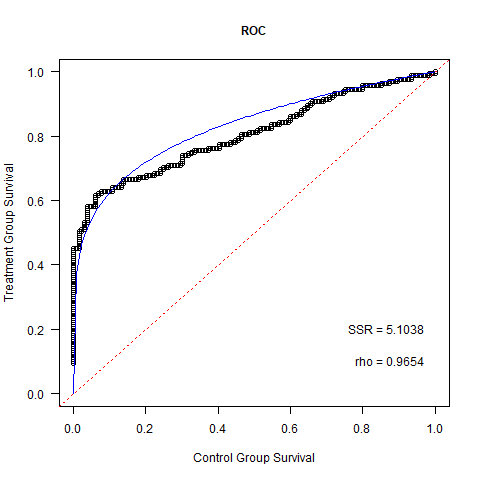 ROC
Treatment Group Survival
1.0
0.8
0.6
0.4
0.2
0.0
SSR = 5.1038
rho = 0.9654
0.0 0.2 0.4 0.6 0.8 1.0
Control Group Survival